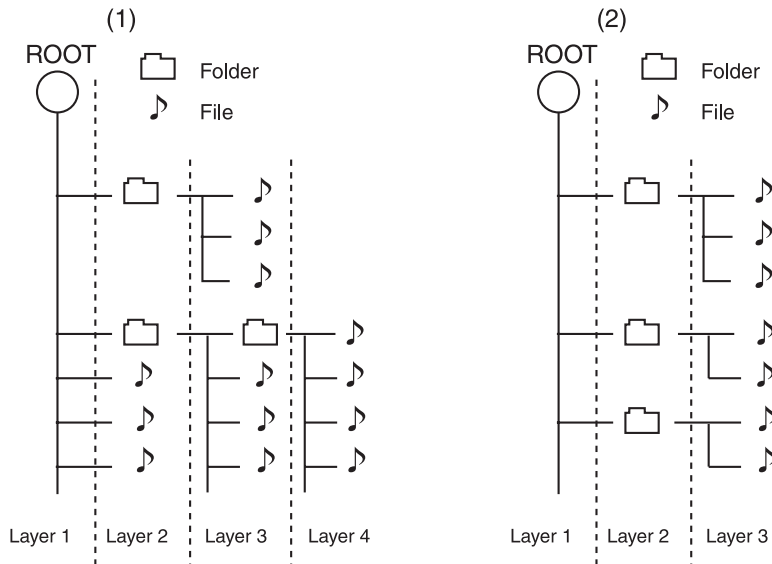 (1)
ROOT
Folder
File
Layer 1 Layer 2 Layer 3 Layer 4
(2)
ROOT
Folder
File
Layer 1 Layer 2 Layer 3